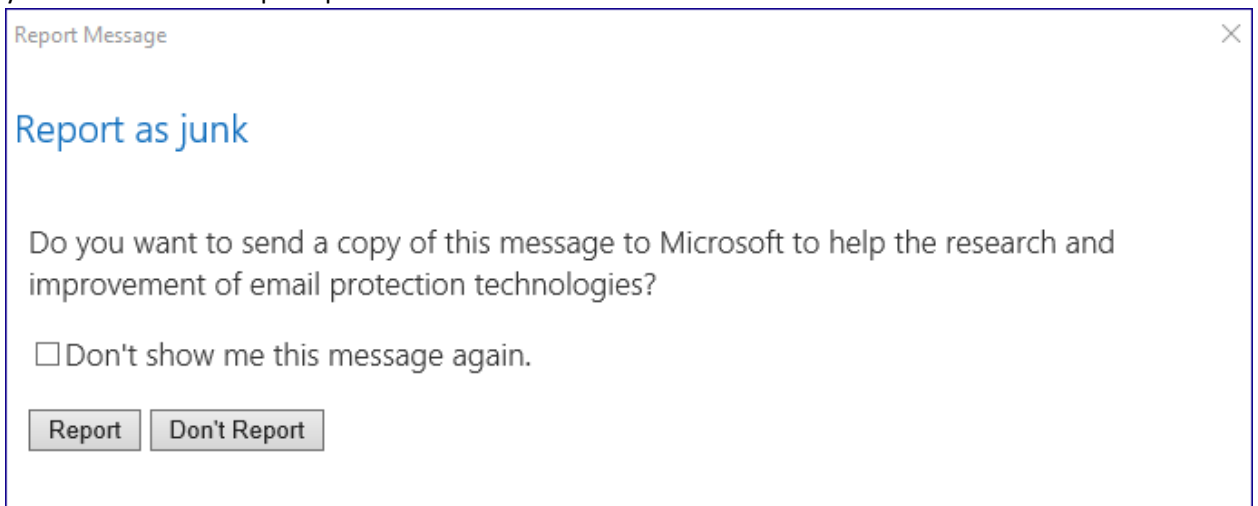 Report Message
Report as junk
Do you want to send a copy of this message to Microsoft to help the research and
improvement of email protection technologies?
Don't show me this message again.
Report Don't Report